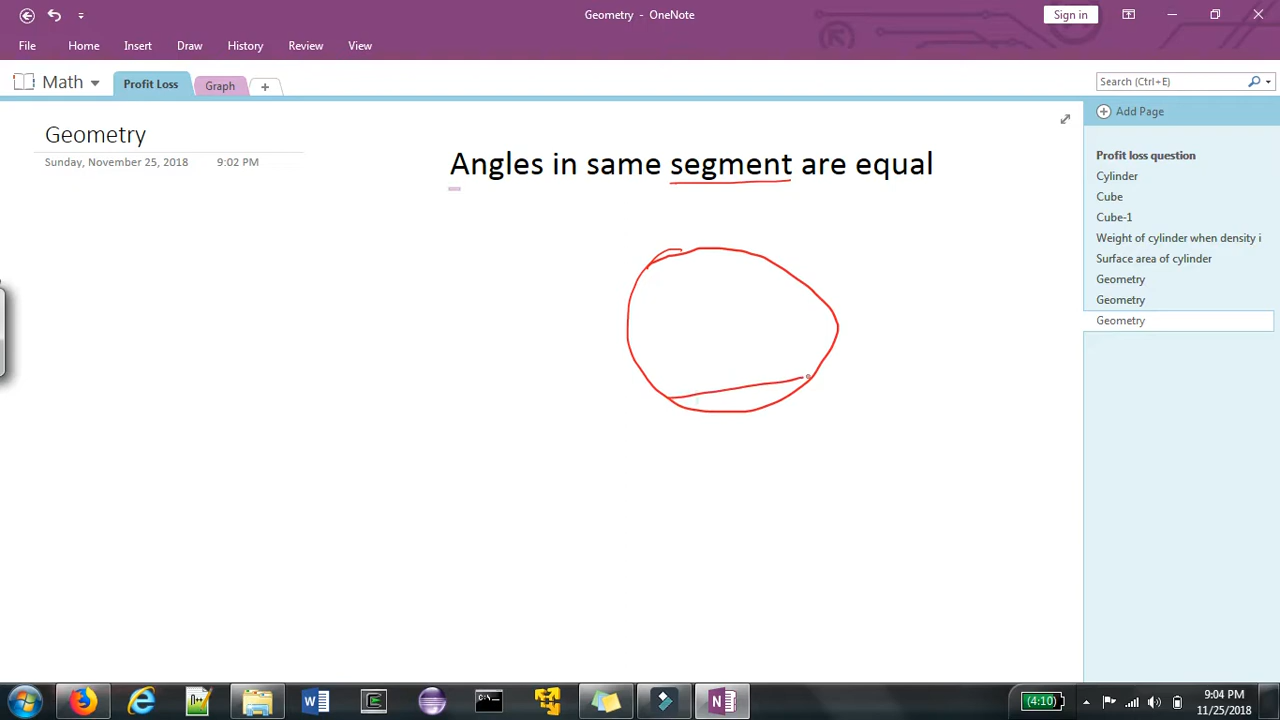 Geometry - OneNote
Sign in
File Home Insert Draw History Review View
Math Profit Loss Graph + Search (Ctrl+E)
Add Page
Geometry
Sunday, November 25, 2018 9:02 PM
Angles in same segment are equal
Profit loss question
Cylinder
Cube
Cube-1
Weight of cylinder when density i
Surface area of cylinder
Geometry
Geometry
Geometry
(4:10) 9:04 PM
11/25/2018